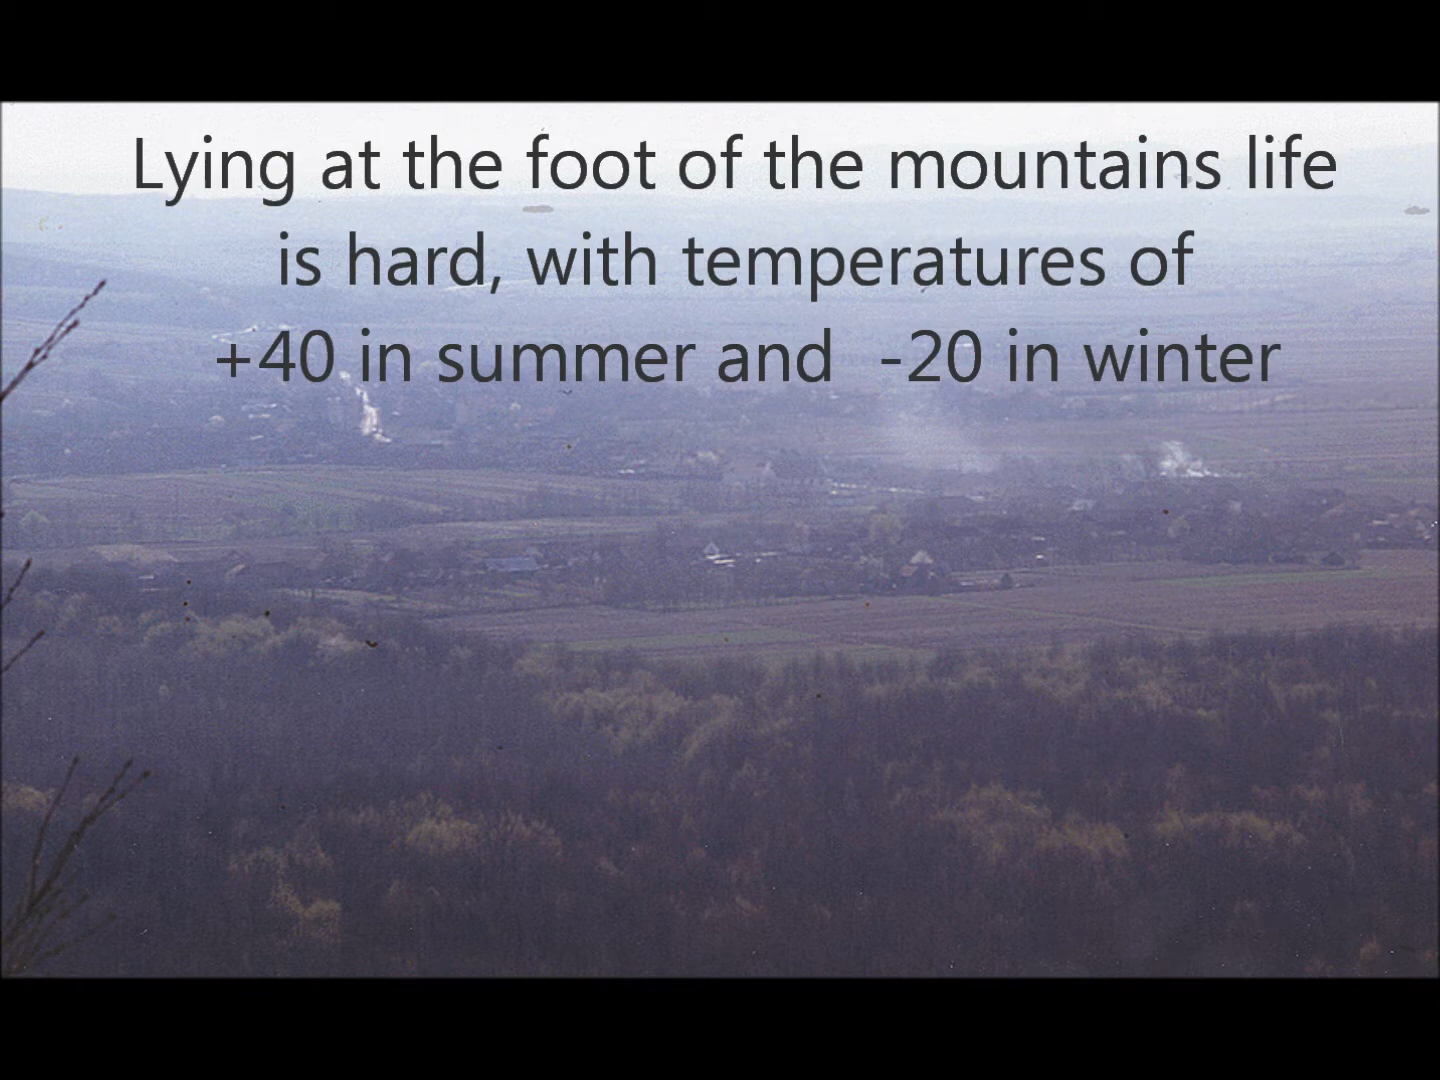 Lying at the foot of the mountains life
is hard, with temperatures of
+40 in summer and  -20 in winter